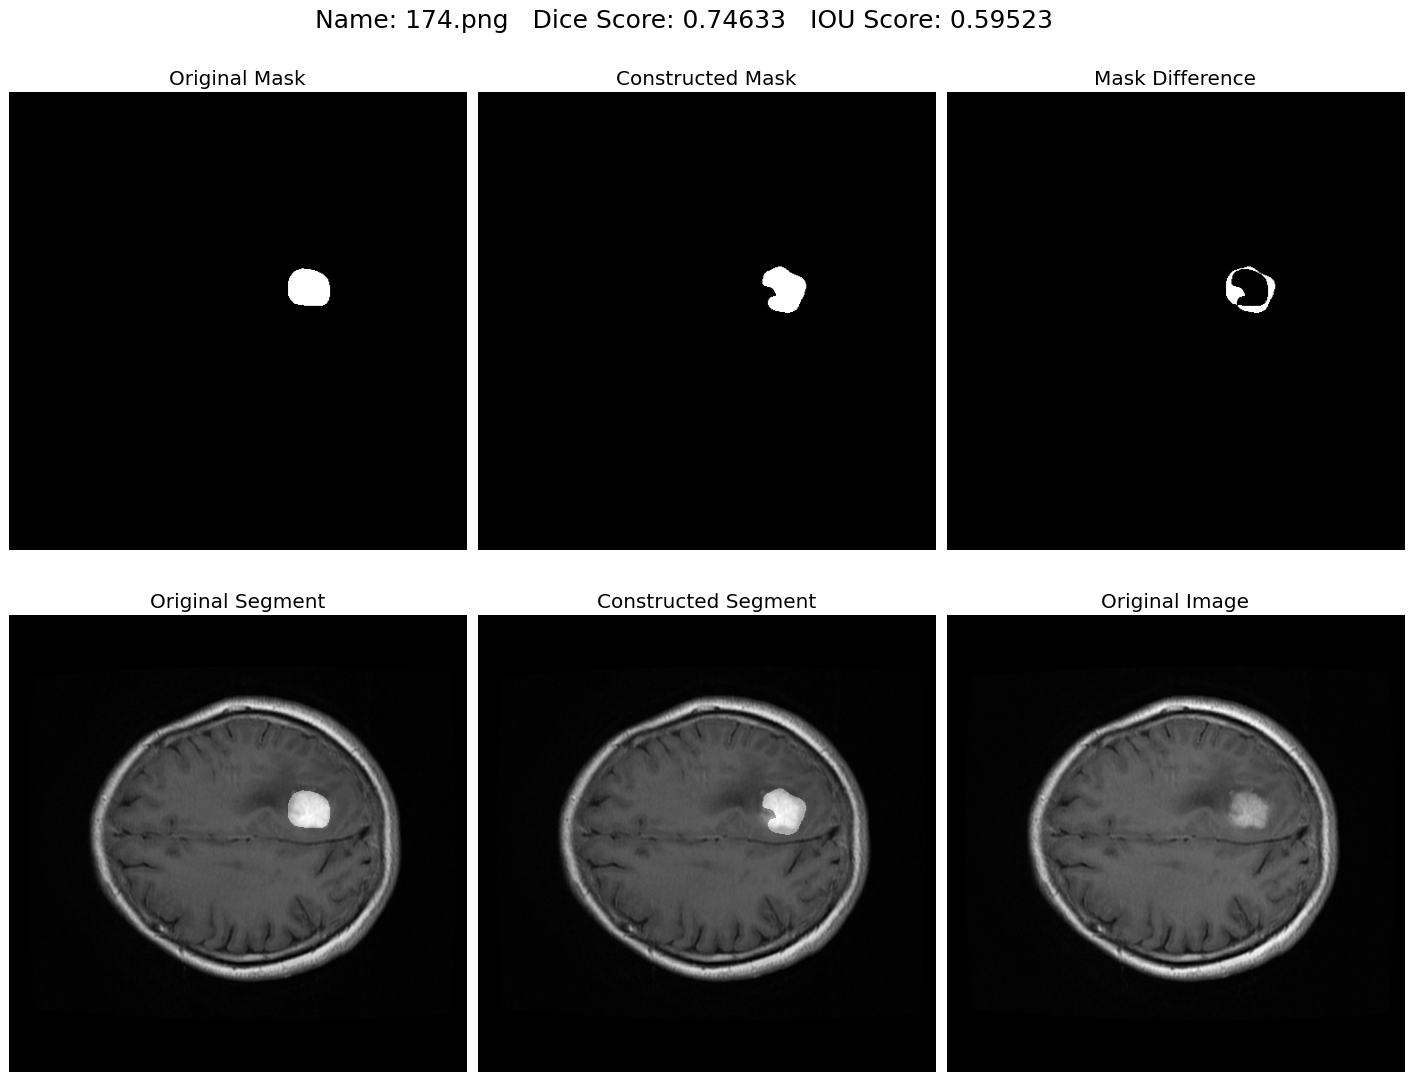 Name: 174.png   Dice Score: 0.74633   IOU Score: 0.59523
Original Mask
Constructed Mask
Mask Difference
Original Segment
Constructed Segment
Original Image